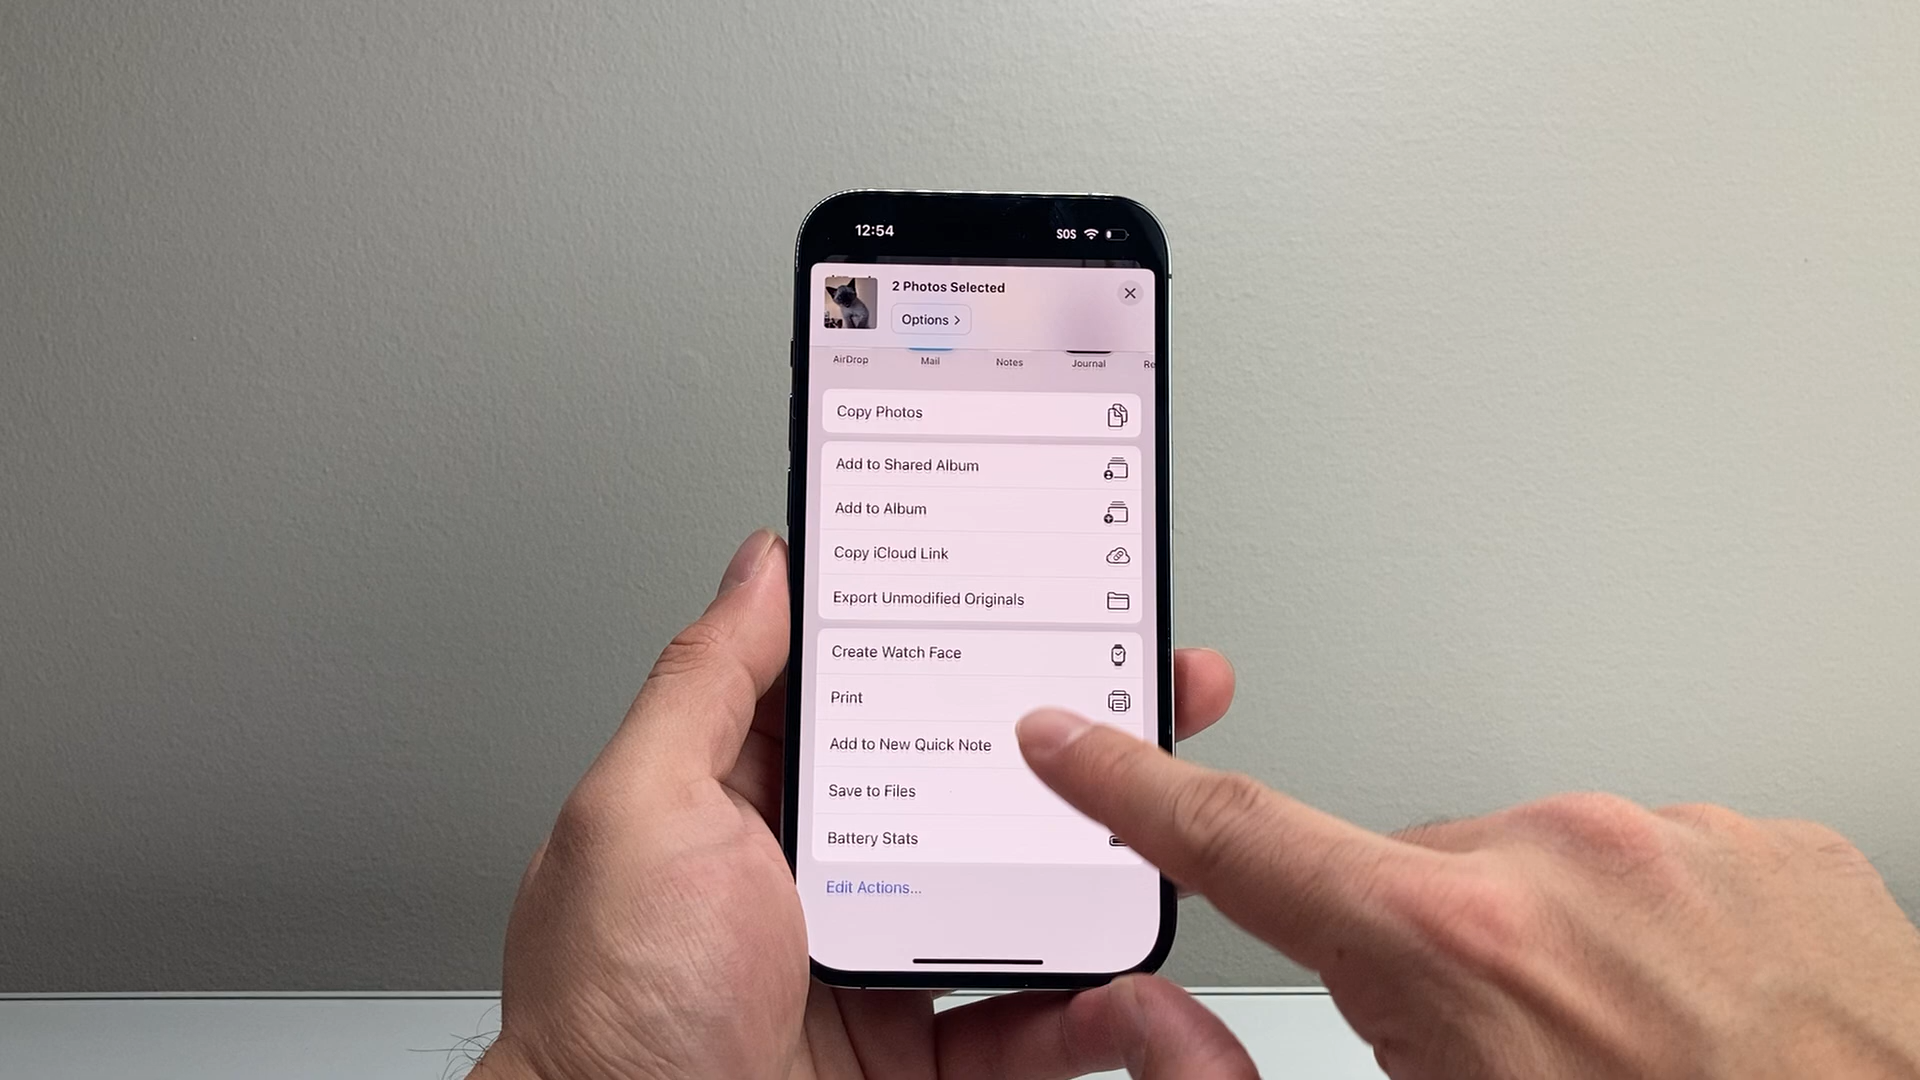 12:54
SOS
2 Photos Selected
Options >
AirDrop
Mail
Notes
Journal
Re
Copy Photos
Add to Shared Album
Add to Album
Copy iCloud Link
Export Unmodified Originals
Create Watch Face
Print
Add to New Quick Note
Save to Files
Battery Stats
Edit Actions...